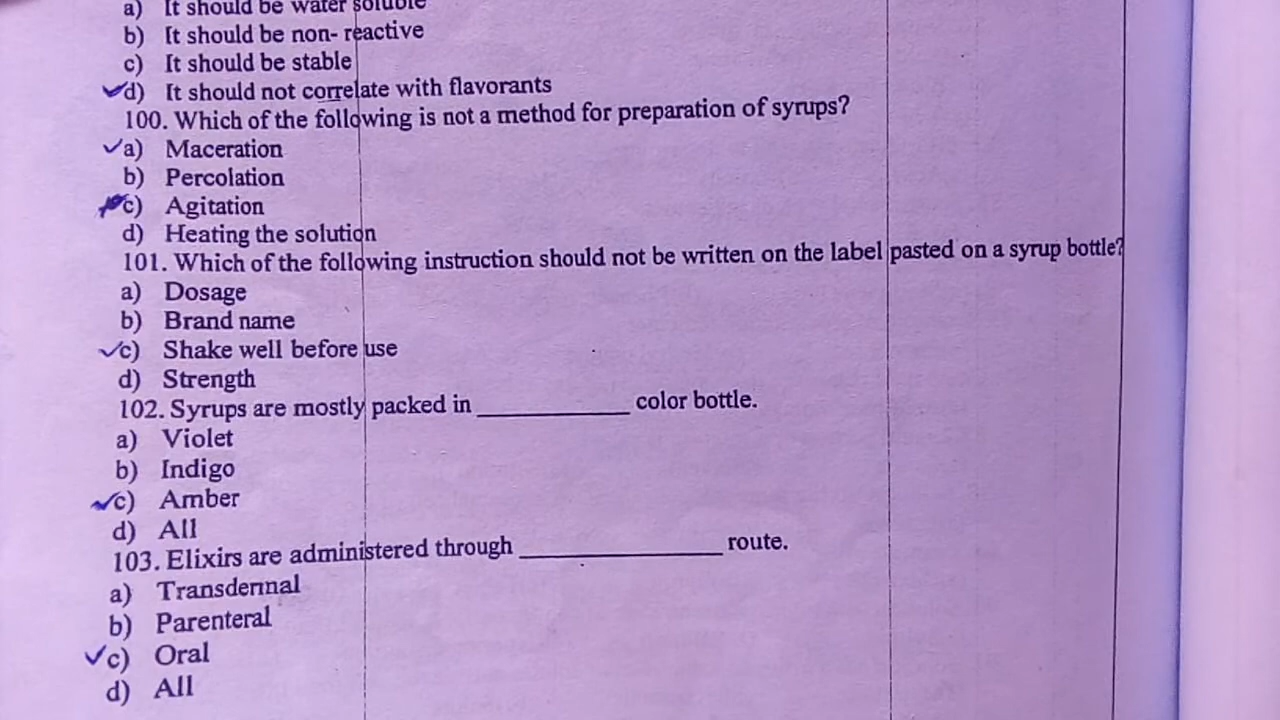 a) It should be water soluble
b) It should be non- reactive
c) It should be stable
d) It should not correlate with flavorants
100. Which of the following is not a method for preparation of syrups?
a) Maceration
b) Percolation
c) Agitation
d) Heating the solution
101. Which of the following instruction should not be written on the label pasted on a syrup bottle?
a) Dosage
b) Brand name
c) Shake well before use
d) Strength
102. Syrups are mostly packed in ____________ color bottle.
a) Violet
b) Indigo
c) Amber
d) All
103. Elixirs are administered through ________________ route.
a) Transdermal
b) Parenteral
c) Oral
d) All